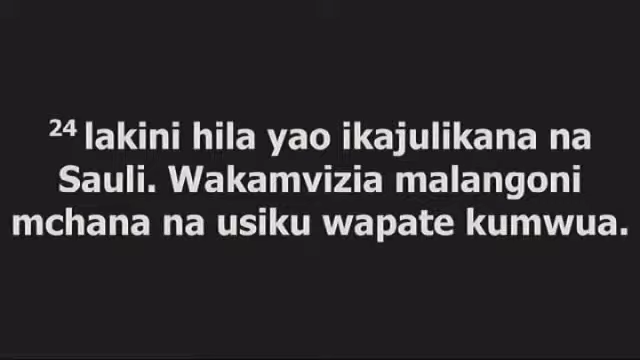 24 lakini hila yao ikajulikana na
Sauli. Wakamvizia malangoni
mchana na usiku wapate kumwua.